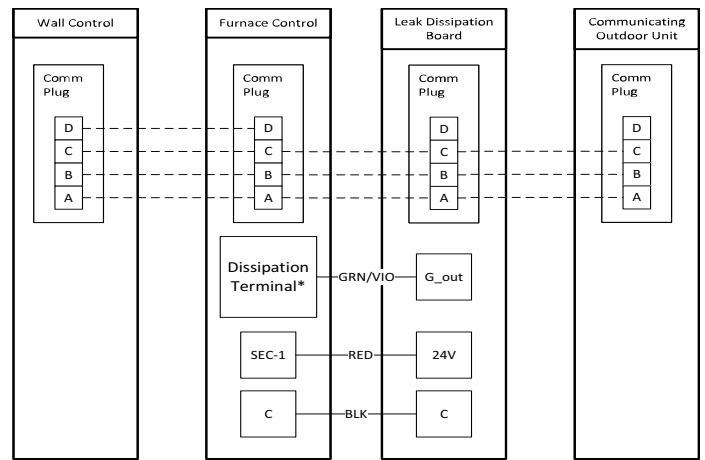 Wall Control
Furnace Control
Leak Dissipation
Board
Communicating
Outdoor Unit
Comm
Plug
D
C
B
A
Comm
Plug
D
C
B
A
Comm
Plug
D
C
B
A
Comm
Plug
D
C
B
A
Dissipation
Terminal*
GRN/VIO
G_out
SEC-1
RED
24V
C
BLK
C